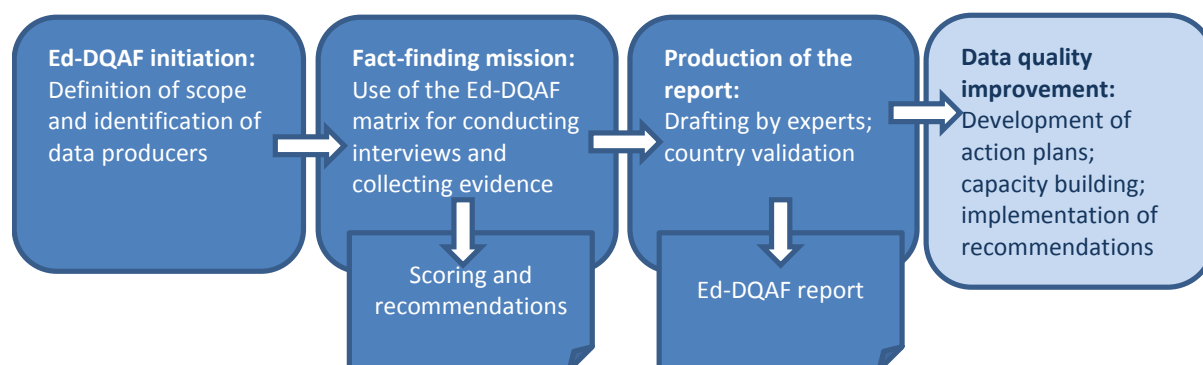 Ed-DQAF initiation:
Definition of scope
and identification of
data producers
Fact-finding mission:
Use of the Ed-DQAF
matrix for conducting
interviews and
collecting evidence
Scoring and
recommendations
Production of the
report:
Drafting by experts;
country validation
Ed-DQAF report
Data quality
improvement:
Development of
action plans;
capacity building;
implementation of
recommendations